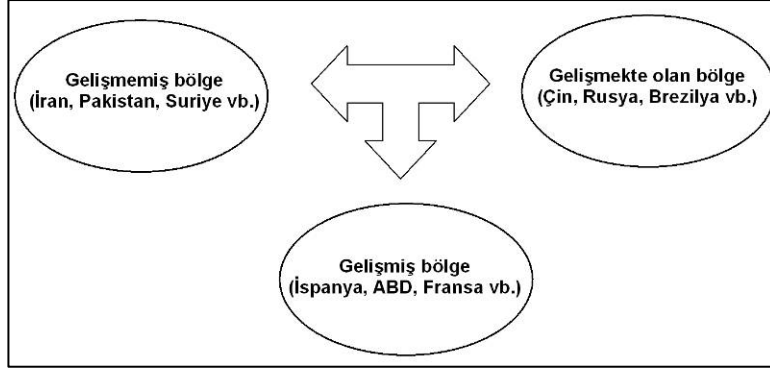 Gelişmemiş bölge
(İran, Pakistan, Suriye vb.)
Gelişmekte olan bölge
(Çin, Rusya, Brezilya vb.)
Gelişmiş bölge
(İspanya, ABD, Fransa vb.)